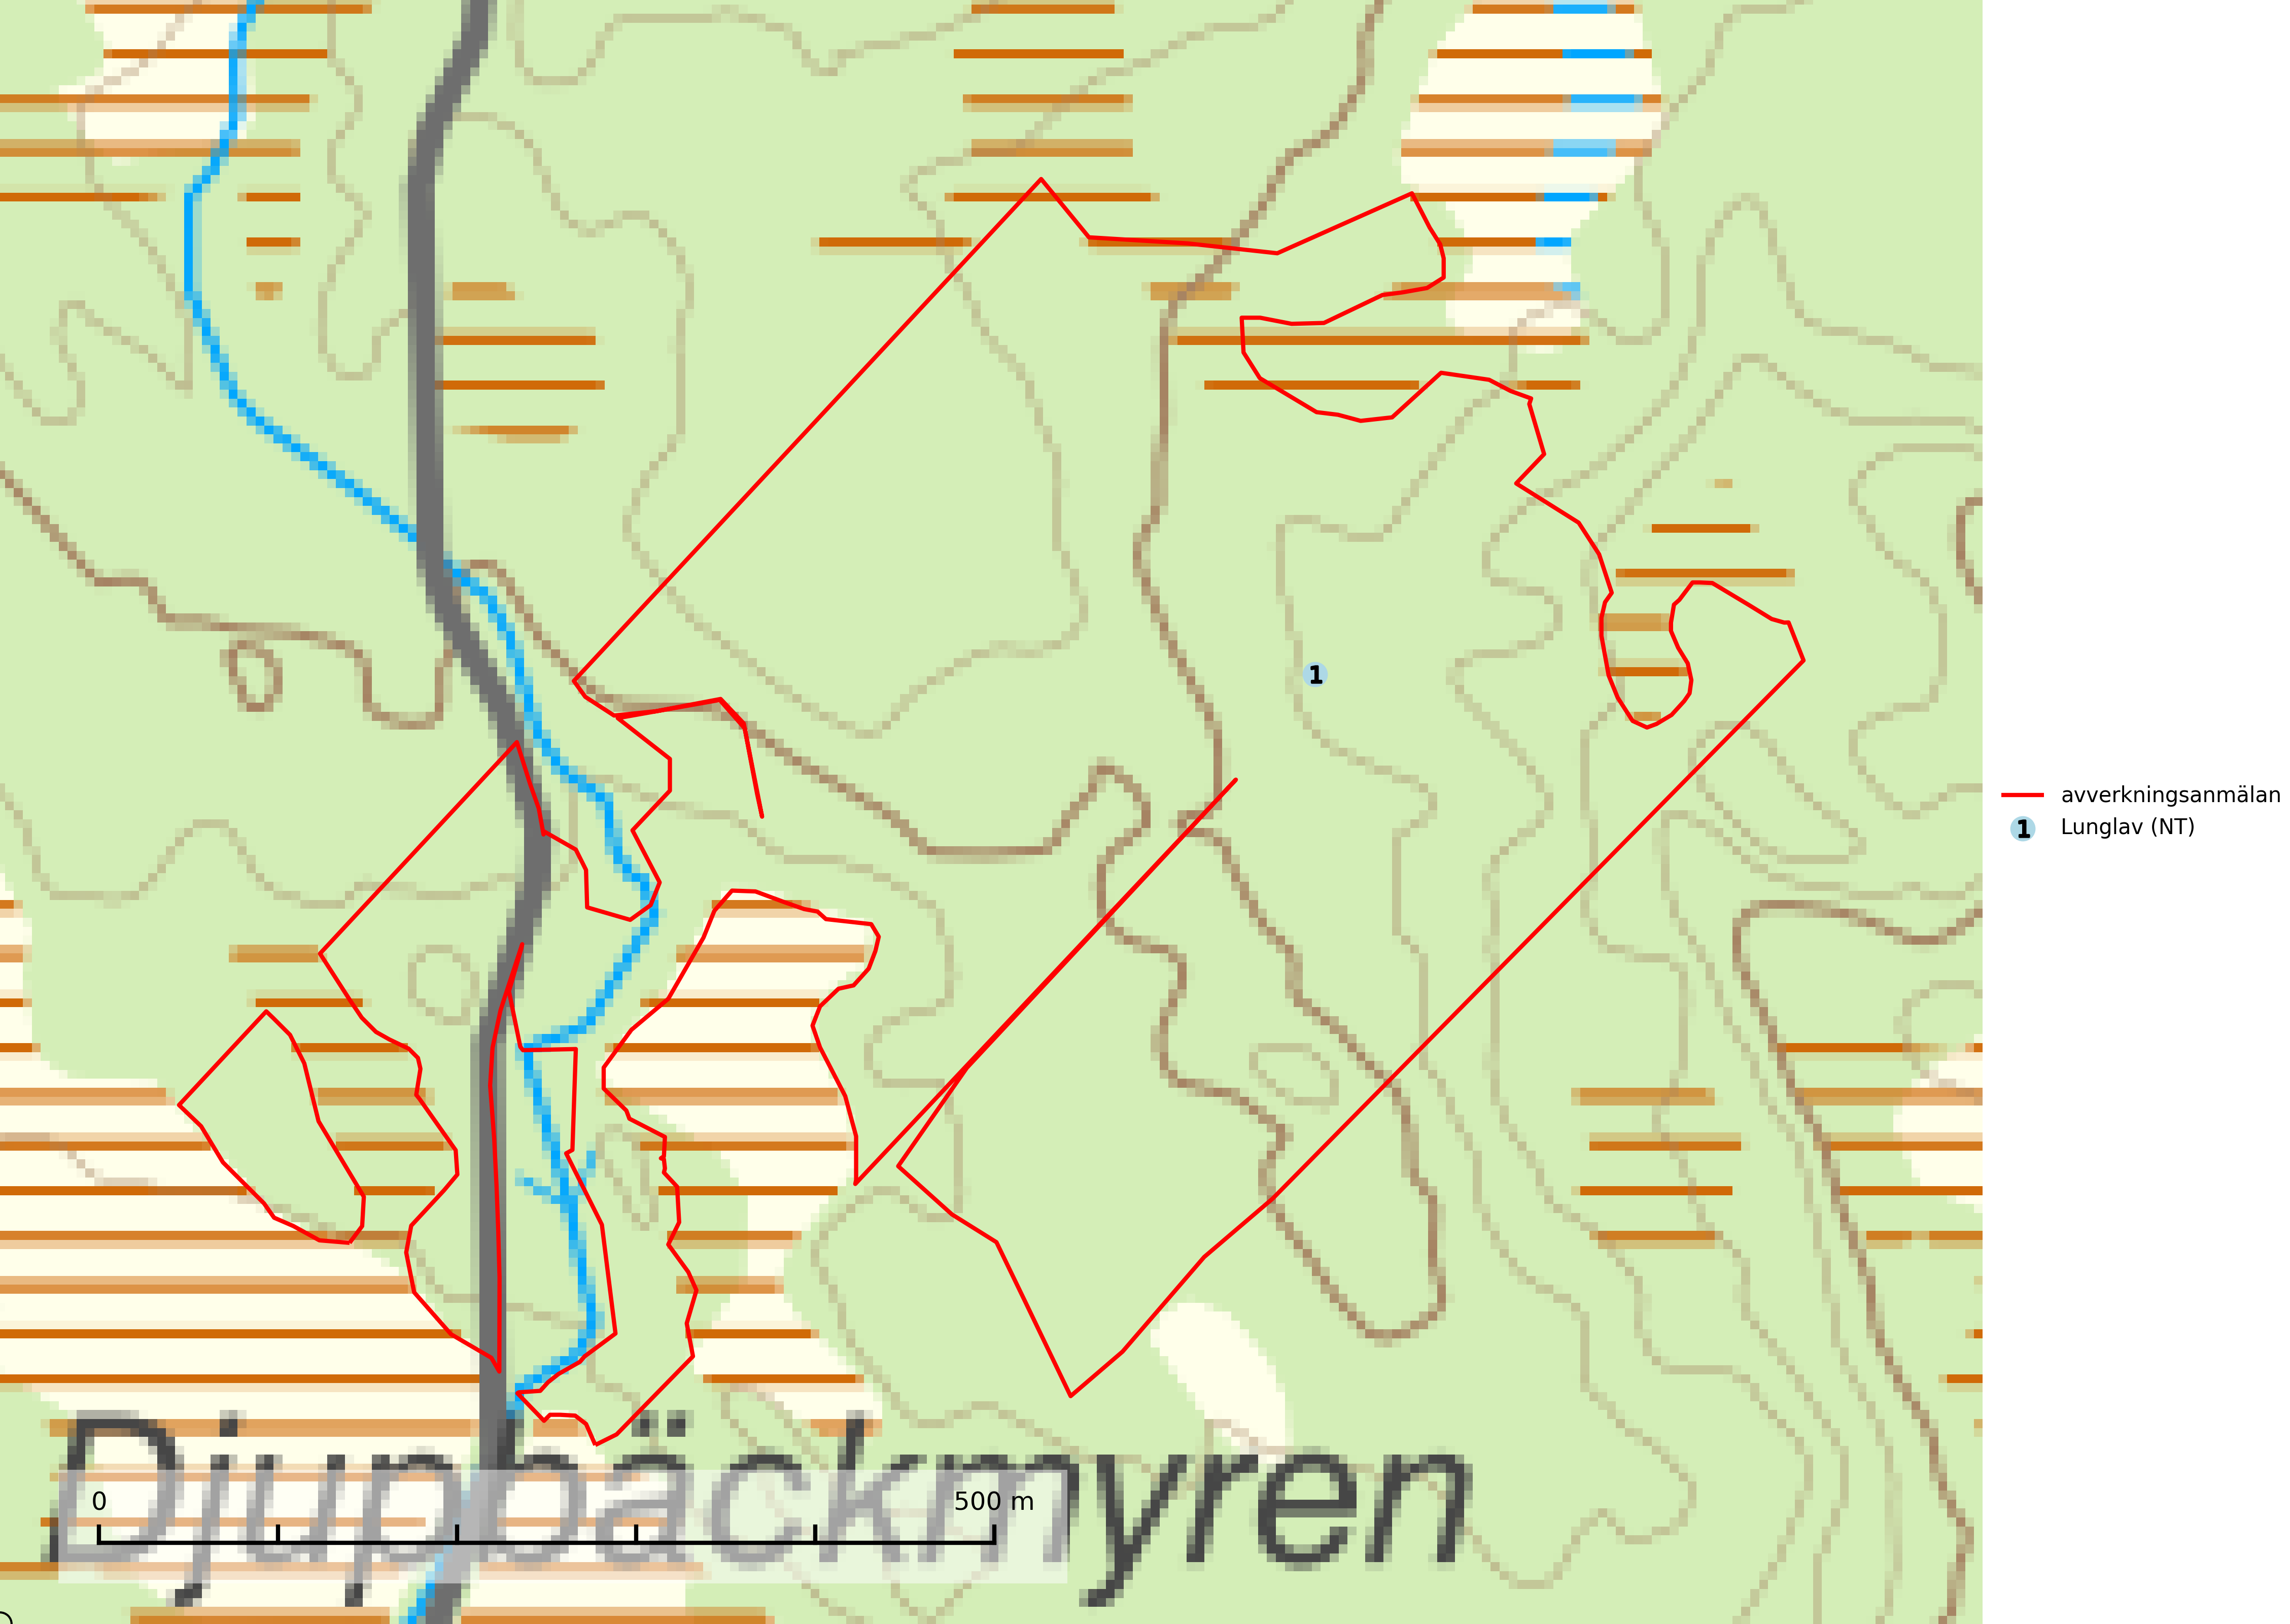 1
avverkningsanmälan
1 Lunglav (NT)
Djupbäckmyren
0 500 m